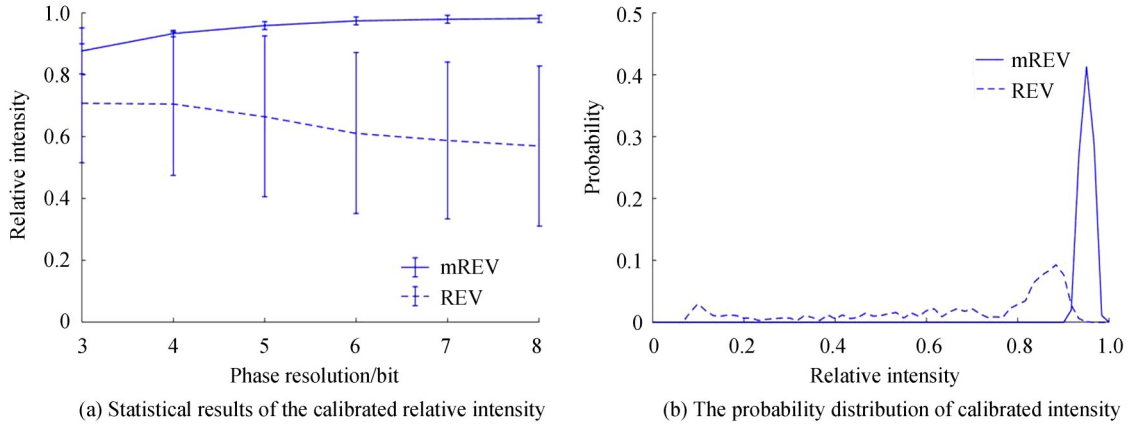 1.0
0.8
0.6
0.4
0.2
0
Relative intensity
mREV
REV
3 4 5 6 7 8
Phase resolution/bit
(a) Statistical results of the calibrated relative intensity
0.5
0.4
0.3
0.2
0.1
0
Probability
mREV
REV
0 0.2 0.4 0.6 0.8 1.0
Relative intensity
(b) The probability distribution of calibrated intensity